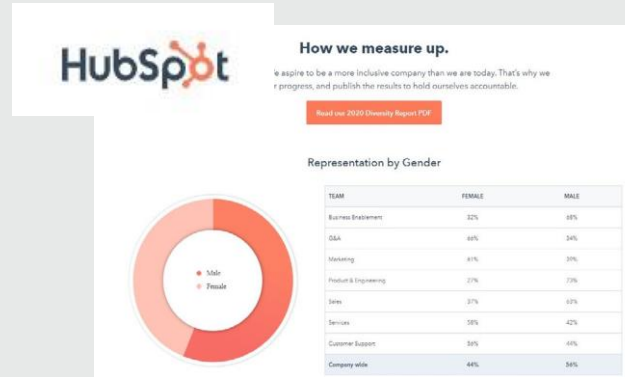 HubSpot
How we measure up.
aspire to be a more inclusive company than we are today. That's why we
progress, and publish the results to hold ourselves accountable.
Read our 2020 Diversity Report PDF
Representation by Gender
TEAM FEMALE MALE
Business Enablement 32% 68%
G&A 66% 34%
Marketing 61% 39%
Product & Engineering 27% 73%
Sales 37% 63%
Services 58% 42%
Customer Support 56% 44%
Company wide 44% 56%
Male
Female